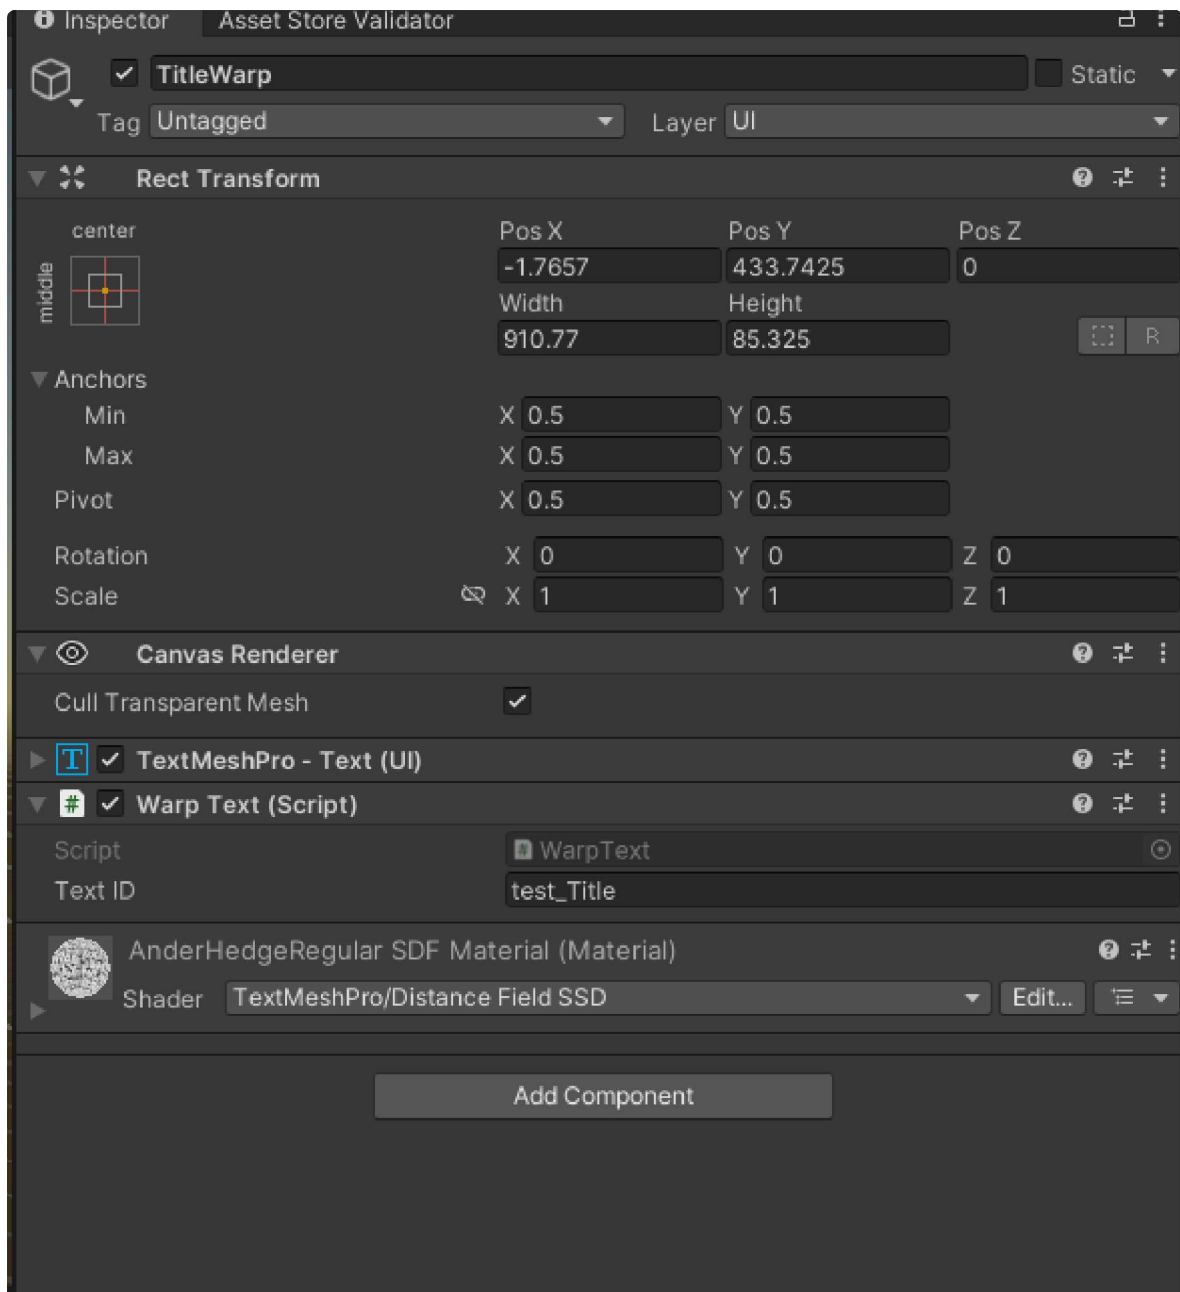 Inspector Asset Store Validator
TitleWarp Static
Tag Untagged Layer UI
Rect Transform
center Pos X Pos Y Pos Z
middle -1.7657 433.7425 0
Width Height
910.77 85.325 R
Anchors
Min X 0.5 Y 0.5
Max X 0.5 Y 0.5
Pivot X 0.5 Y 0.5
Rotation X 0 Y 0 Z 0
Scale X 1 Y 1 Z 1
Canvas Renderer
Cull Transparent Mesh
T TextMeshPro - Text (UI)
# Warp Text (Script)
Script # WarpText
Text ID test_Title
AnderHedgeRegular SDF Material (Material)
Shader TextMeshPro/Distance Field SSD Edit...
Add Component